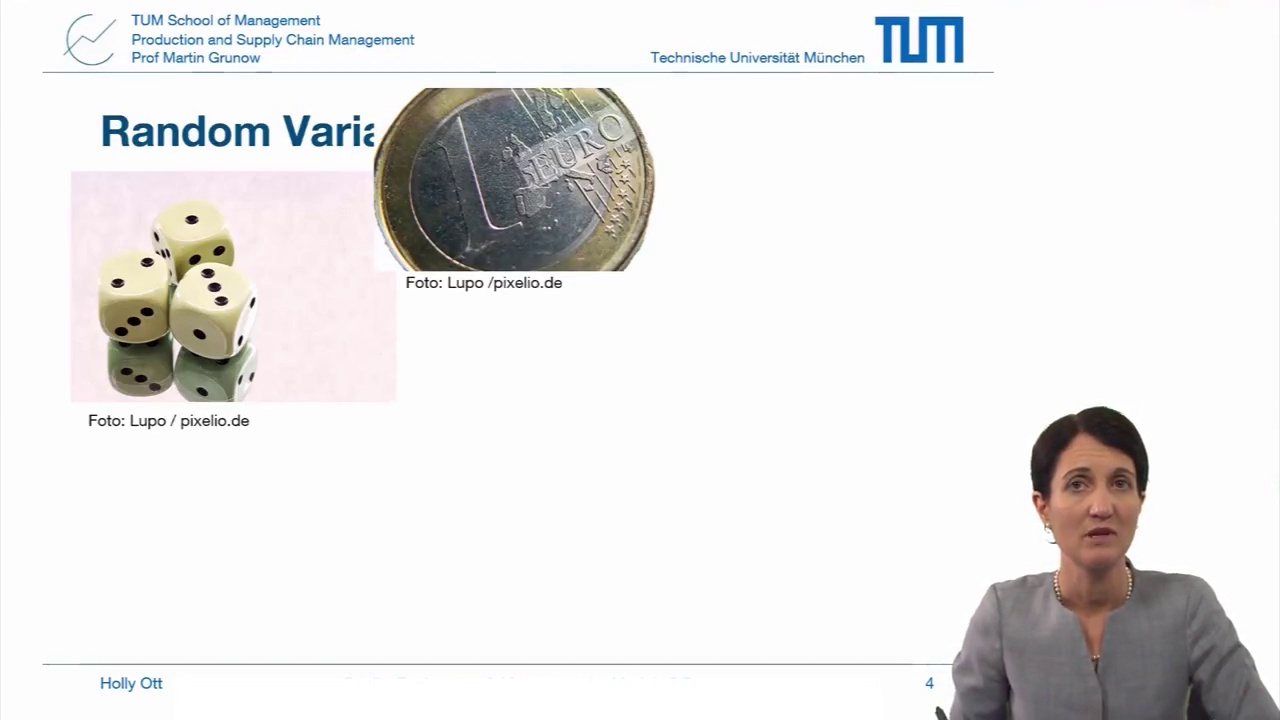 TUM School of Management
Production and Supply Chain Management
Prof Martin Grunow
Technische Universität München
TUM
Random Varia
1
EURO
Foto: Lupo /pixelio.de
Foto: Lupo / pixelio.de
Holly Ott
4